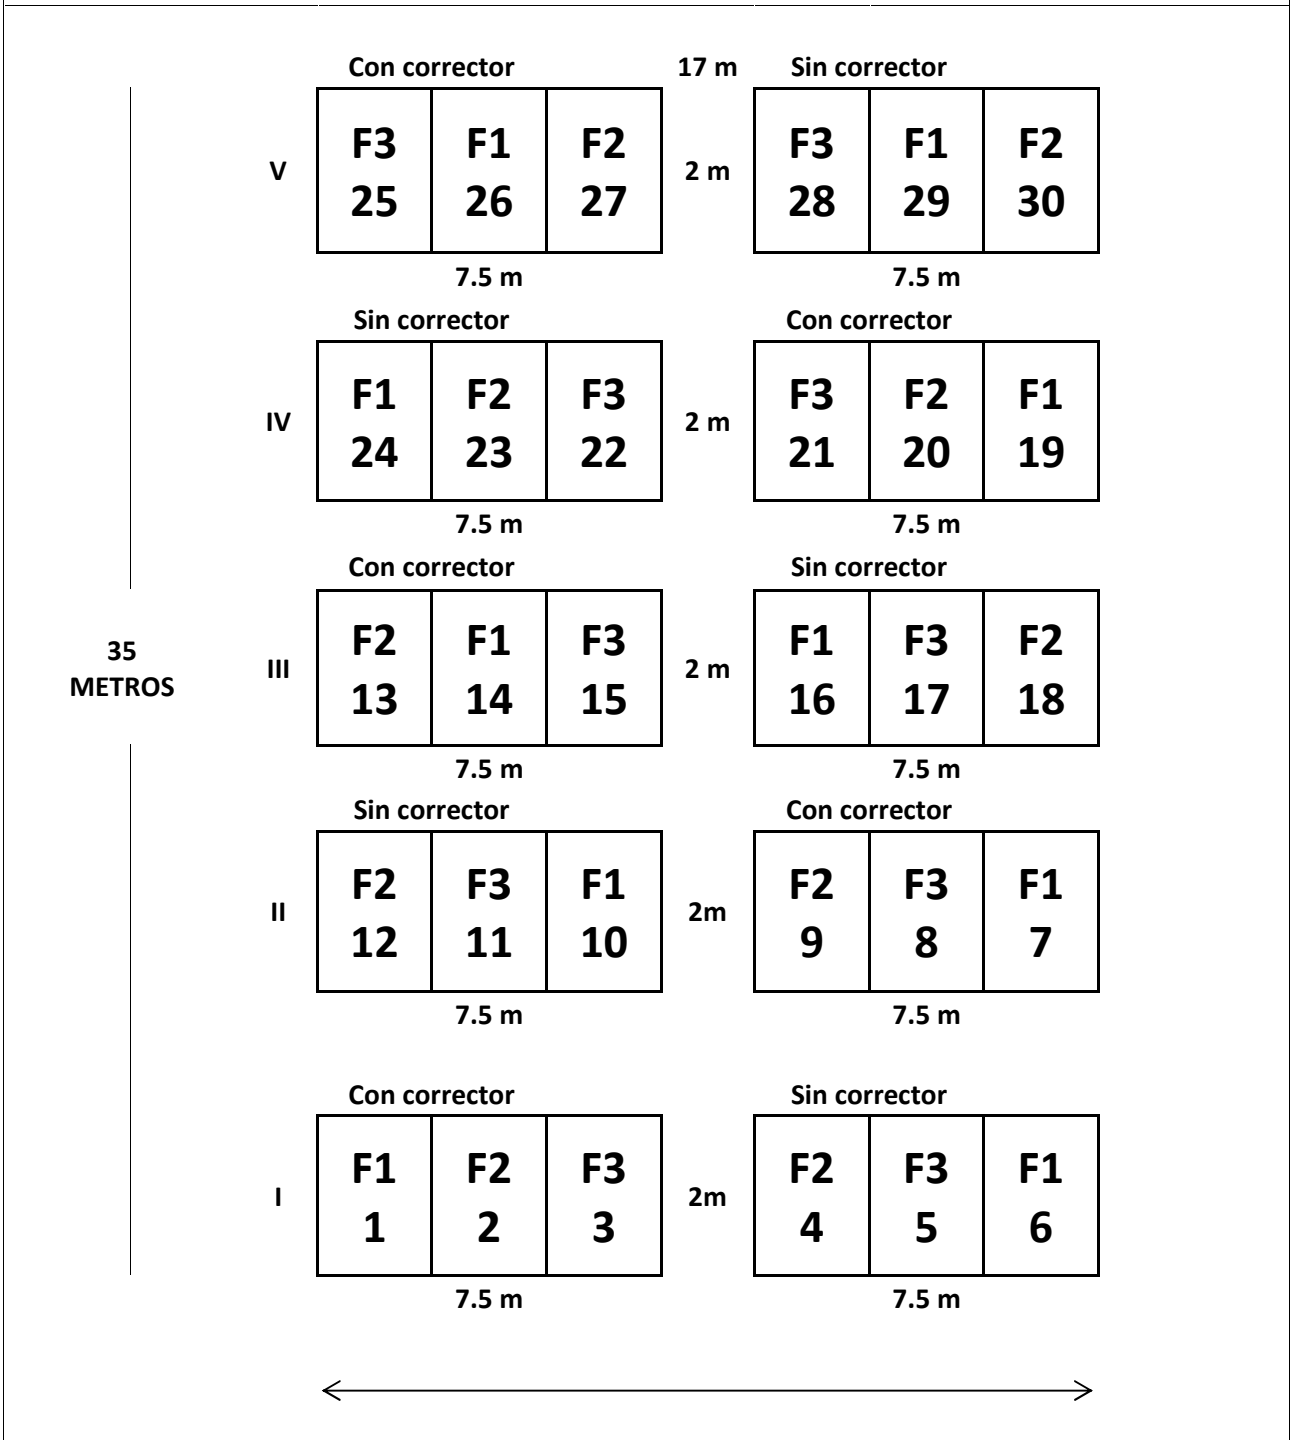 Con corrector 17 m Sin corrector
F3 F1 F2 F3 F1 F2
V 2 m
25 26 27 28 29 30
7.5 m 7.5 m
Sin corrector Con corrector
F1 F2 F3 F3 F2 F1
IV 2 m
24 23 22 21 20 19
7.5 m 7.5 m
Con corrector Sin corrector
F2 F1 F3 F1 F3 F2
35
METROS
III 2 m
13 14 15 16 17 18
7.5 m 7.5 m
Sin corrector Con corrector
F2 F3 F1 F2 F3 F1
II 2m
12 11 10 9 8 7
7.5 m 7.5 m
Con corrector Sin corrector
F1 F2 F3 F2 F3 F1
I 2m
1 2 3 4 5 6
7.5 m 7.5 m